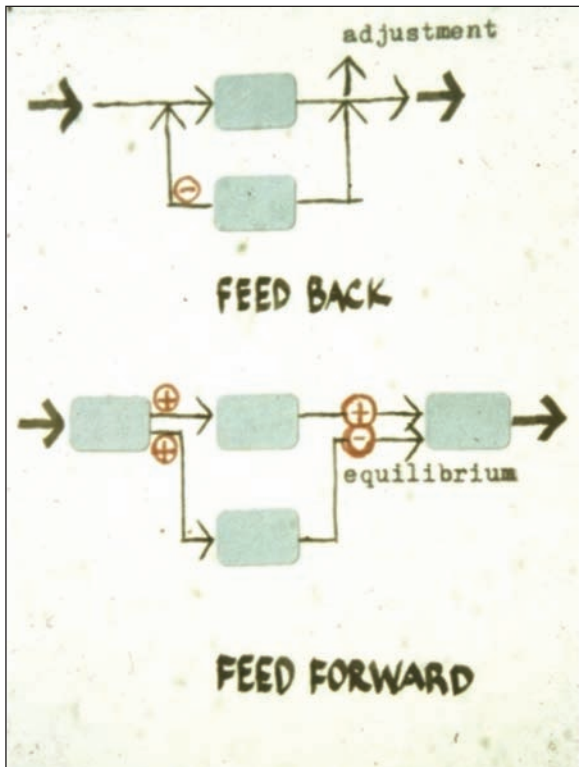 adjustment
−
FEED BACK
+
+
+
−
equilibrium
FEED FORWARD